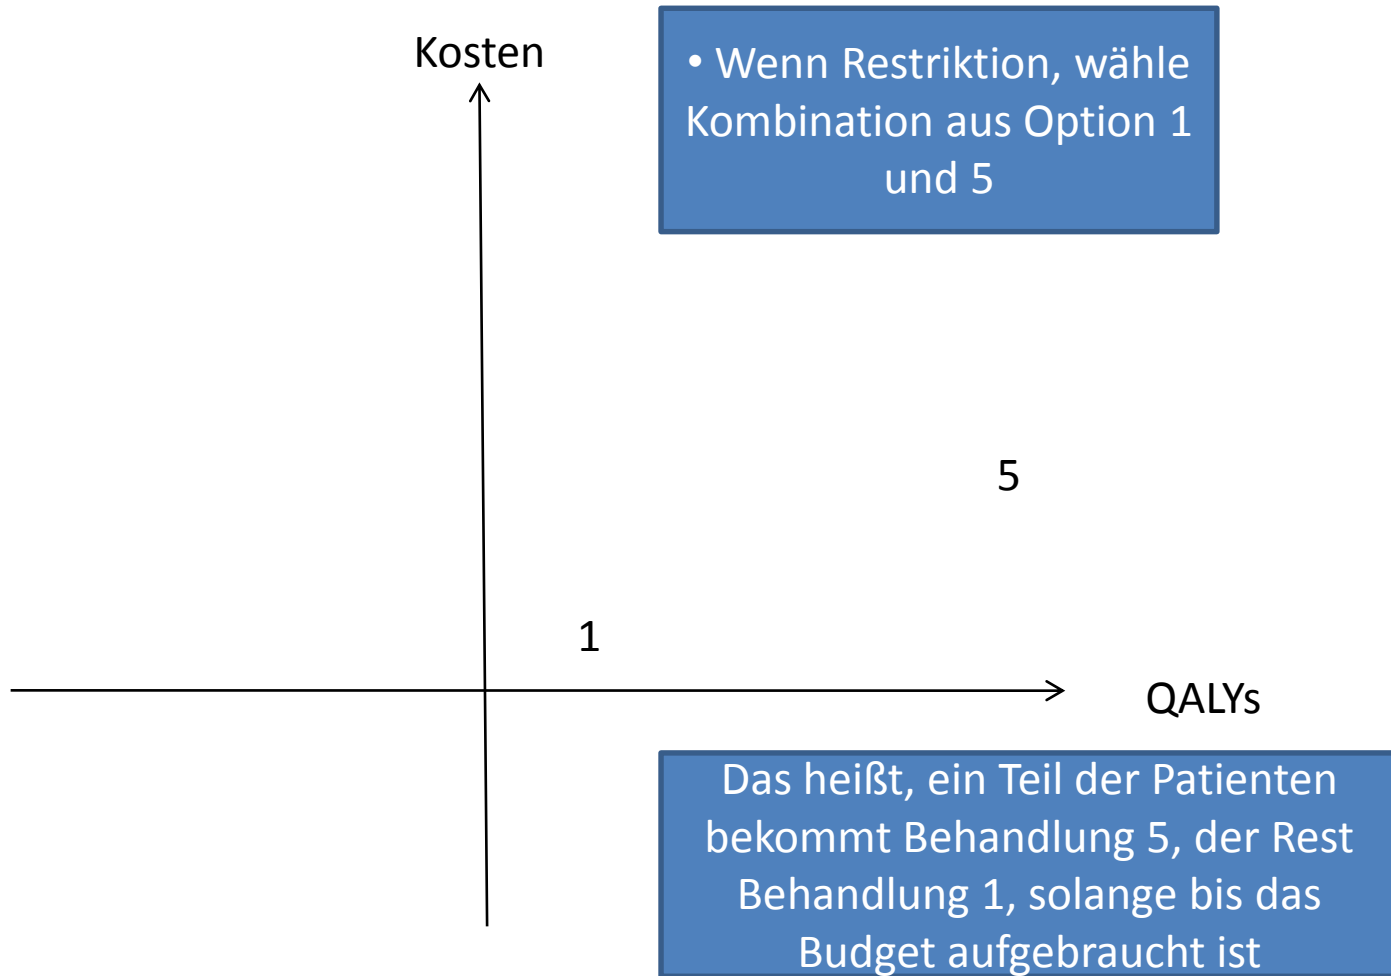 Kosten
• Wenn Restriktion, wähle
Kombination aus Option 1
und 5
5
1
QALYs
Das heißt, ein Teil der Patienten
bekommt Behandlung 5, der Rest
Behandlung 1, solange bis das
Budget aufgebraucht ist